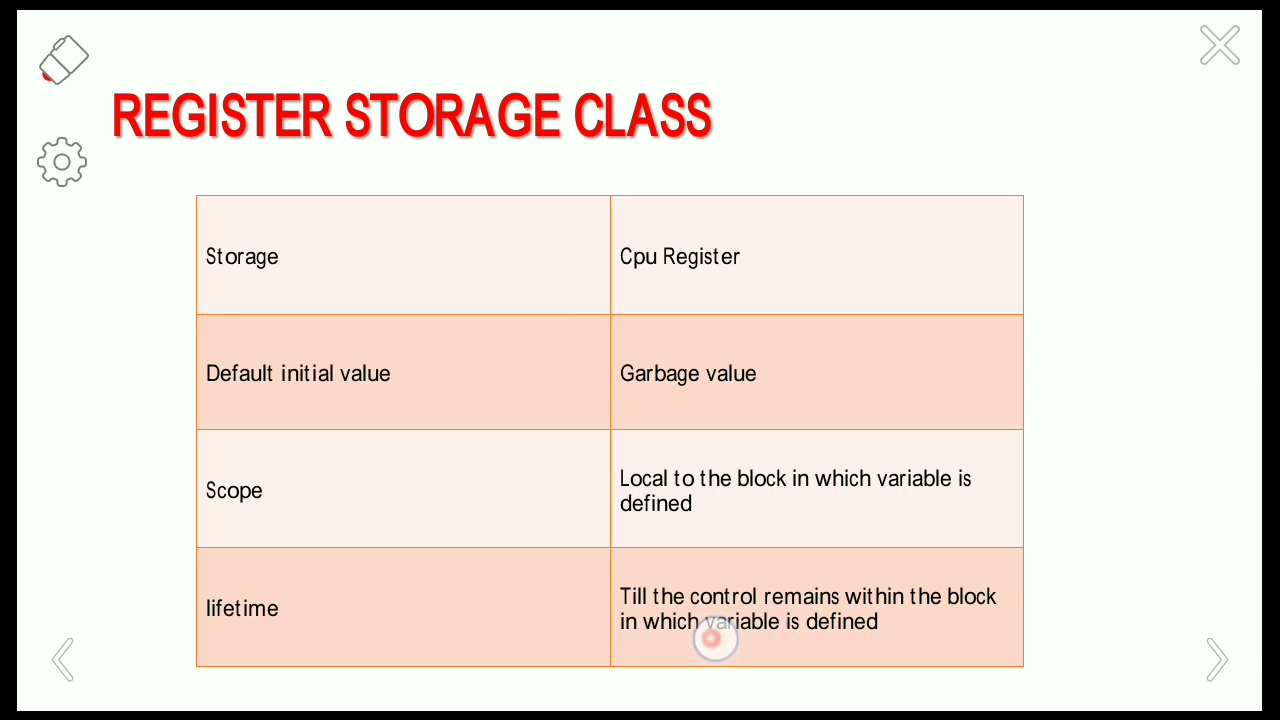 REGISTER STORAGE CLASS
Storage
Cpu Register
Default initial value
Garbage value
Scope
Local to the block in which variable is
defined
lifetime
Till the control remains within the block
in which variable is defined